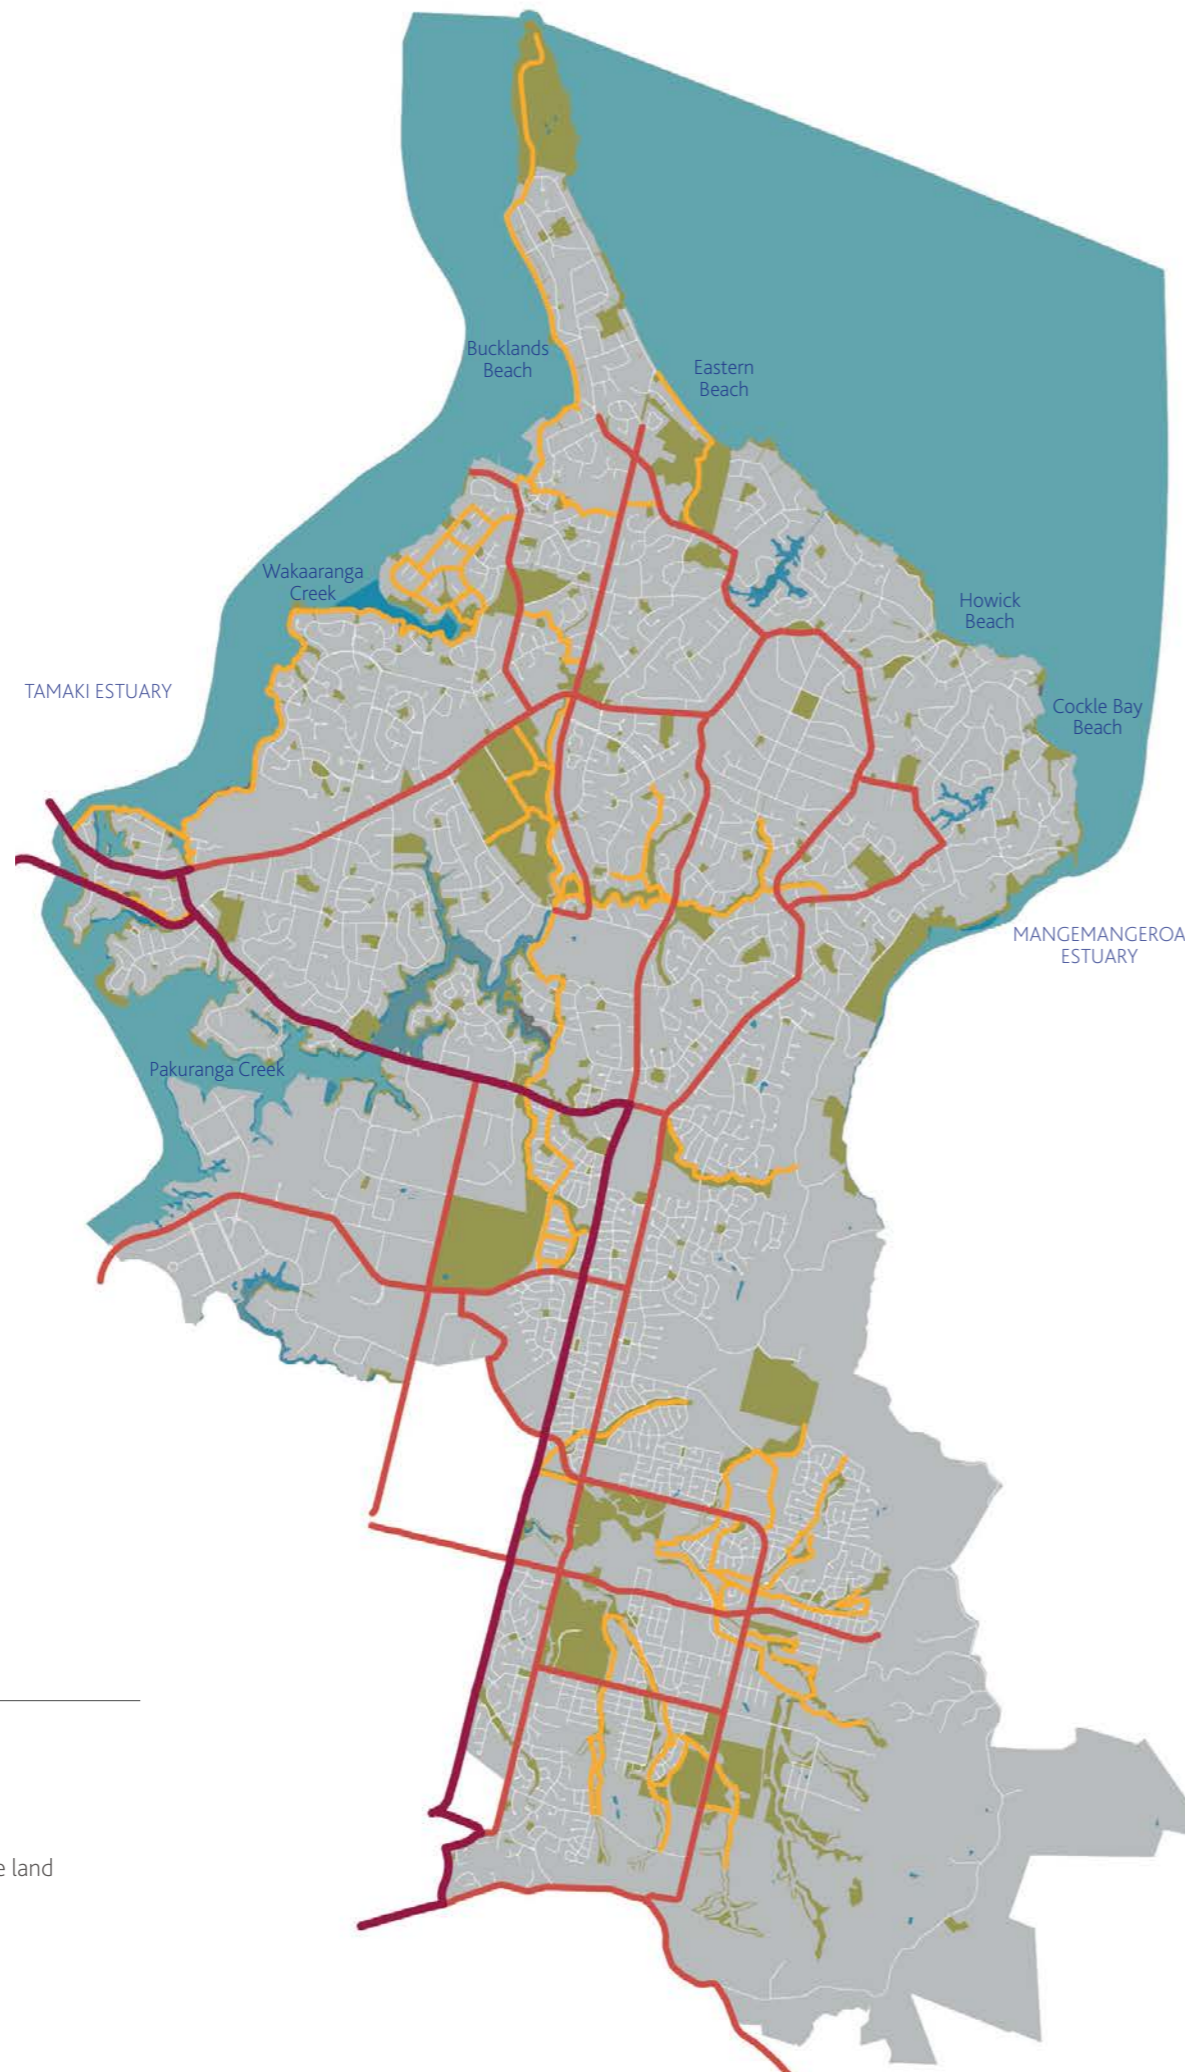 Bucklands
Beach
Eastern
Beach
Wakaaranga
Creek
Howick
Beach
TAMAKI ESTUARY
Cockle Bay
Beach
MANGEMANGEROA
ESTUARY
Pakuranga Creek
e land